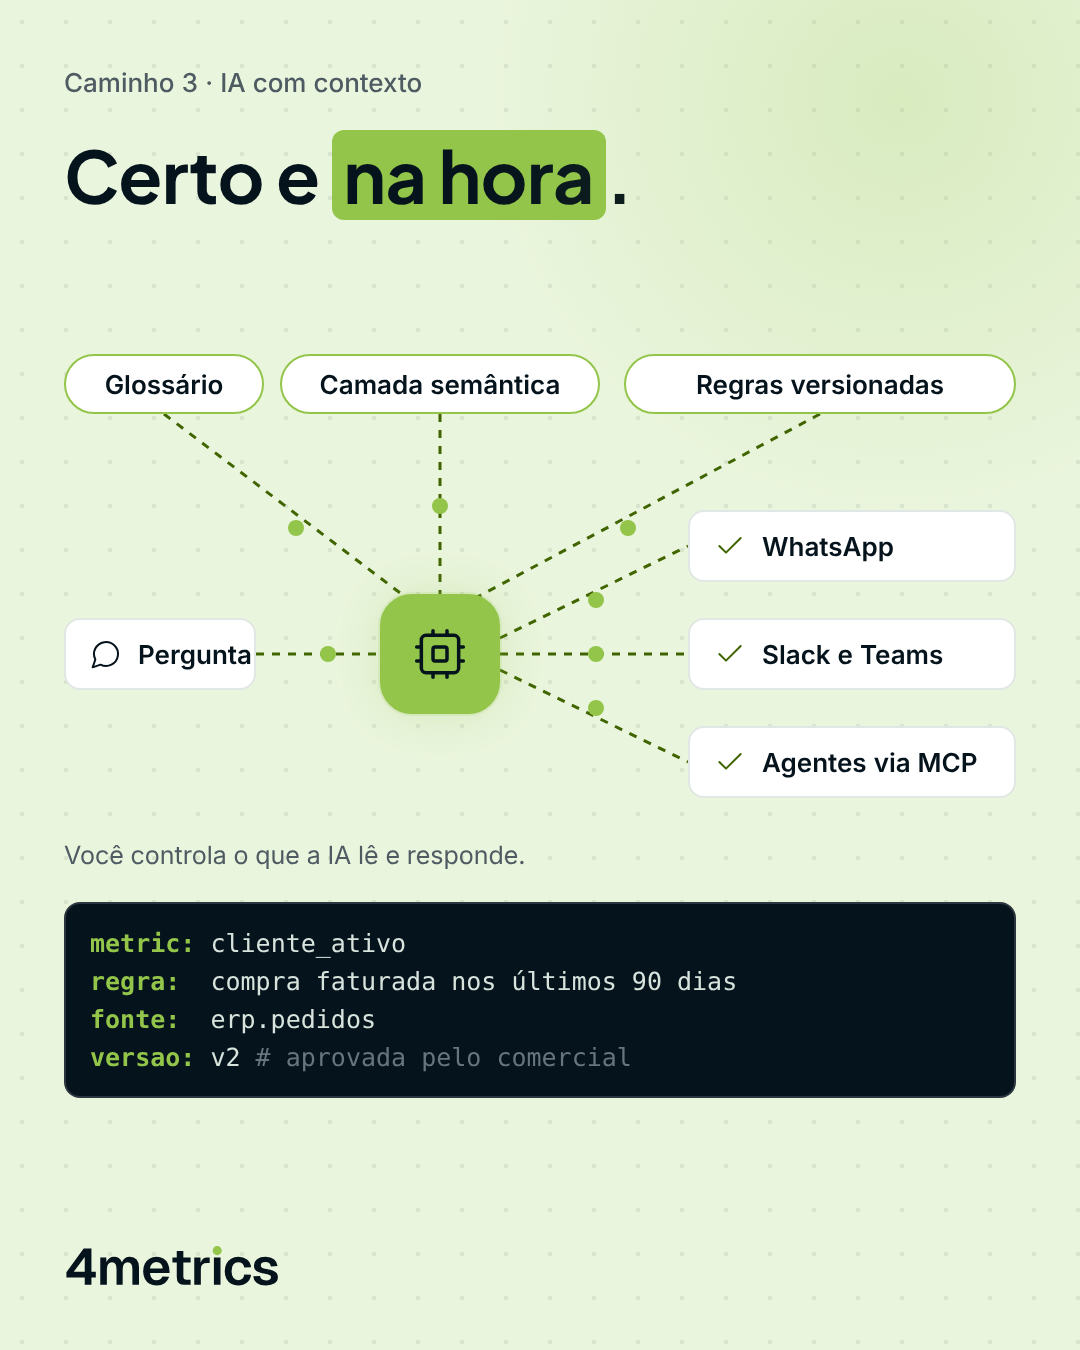 Caminho 3 · IA com contexto
Certo e na hora.
Glossário
Camada semântica
Regras versionadas
WhatsApp
Pergunta
Slack e Teams
Agentes via MCP
Você controla o que a IA lê e responde.
metric: cliente_ativo
regra: compra faturada nos últimos 90 dias
fonte: erp.pedidos
versao: v2 # aprovada pelo comercial
4metrics